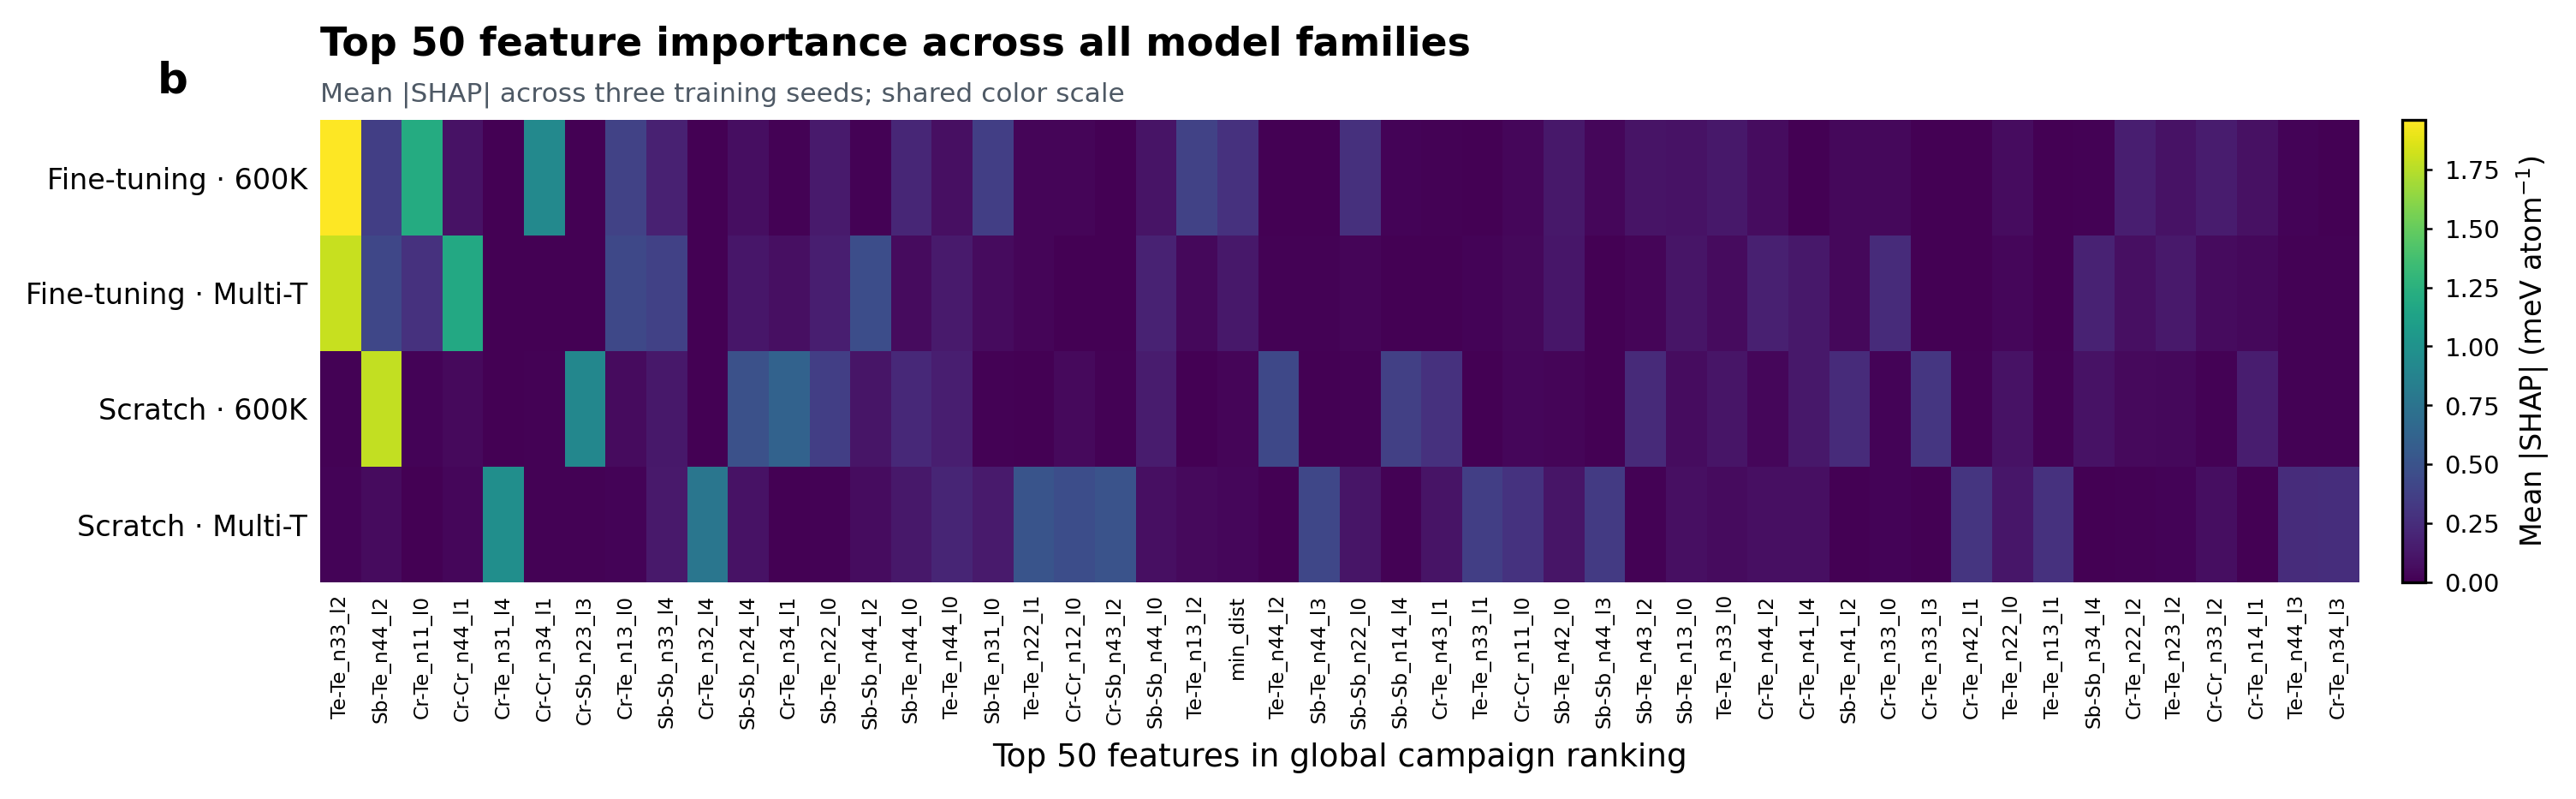 b
Top 50 feature importance across all model families
Mean |SHAP| across three training seeds; shared color scale
Fine-tuning · 600K
Fine-tuning · Multi-T
Scratch · 600K
Scratch · Multi-T
Te-Te_n33_l2
Sb-Te_n44_l2
Cr-Te_n11_l0
Cr-Cr_n44_l1
Cr-Te_n31_l4
Cr-Cr_n34_l1
Cr-Sb_n23_l3
Cr-Te_n13_l0
Sb-Sb_n33_l4
Cr-Te_n32_l4
Sb-Sb_n24_l4
Cr-Te_n34_l1
Sb-Te_n22_l0
Sb-Sb_n44_l2
Sb-Te_n44_l0
Te-Te_n44_l0
Sb-Te_n31_l0
Te-Te_n22_l1
Cr-Cr_n12_l0
Cr-Sb_n43_l2
Sb-Sb_n44_l0
Te-Te_n13_l2
min_dist
Te-Te_n44_l2
Sb-Te_n44_l3
Sb-Sb_n22_l0
Sb-Sb_n14_l4
Cr-Te_n43_l1
Te-Te_n33_l1
Cr-Cr_n11_l0
Sb-Te_n42_l0
Sb-Sb_n44_l3
Sb-Te_n43_l2
Sb-Te_n13_l0
Te-Te_n33_l0
Cr-Te_n44_l2
Cr-Te_n41_l4
Sb-Te_n41_l2
Cr-Te_n33_l0
Cr-Te_n33_l3
Cr-Te_n42_l1
Te-Te_n22_l0
Te-Te_n13_l1
Sb-Sb_n34_l4
Cr-Te_n22_l2
Te-Te_n23_l2
Cr-Cr_n33_l2
Cr-Te_n14_l1
Te-Te_n44_l3
Cr-Te_n34_l3
Top 50 features in global campaign ranking
1.75
1.50
1.25
1.00
0.75
0.50
0.25
0.00
Mean |SHAP| (meV atom⁻¹)